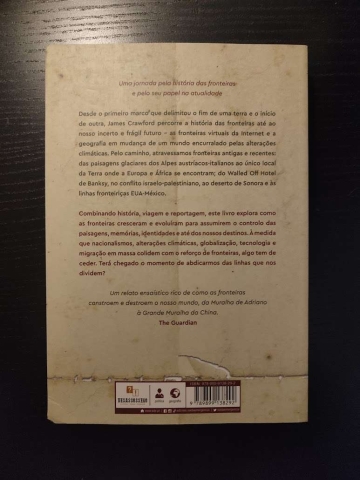 Uma jornada pela história das fronteiras
e pelo seu papel na atualidade
Desde o primeiro marco que delimitou o fim de uma terra e o início
de outra, James Crawford percorre a história das fronteiras até ao
nosso incerto e frágil futuro – as fronteiras virtuais da Internet e a
geografia em mudança de um mundo encurralado pelas alterações
climáticas. Pelo caminho, atravessamos fronteiras antigas e recentes:
das paisagens glaciares dos Alpes austríacos-italianos ao único local
da Terra onde a Europa e África se encontram; do Walled Off Hotel
de Banksy, no conflito israelo-palestiniano, ao deserto de Sonora e às
linhas fronteiriças EUA-México.
Combinando história, viagem e reportagem, este livro explora como
as fronteiras cresceram e evoluíram para assumirem o controlo das
paisagens, memórias, identidades e até dos nossos destinos. À medida
que nacionalismos, alterações climáticas, globalização, tecnologia e
migração em massa colidem com o reforço de fronteiras, algo tem de
ceder. Terá chegado o momento de abdicarmos das linhas que nos
dividem?
Um relato ensaístico-rico de como as fronteiras
constroem e destroem o nosso mundo, da Muralha de Adriano
à Grande Muralha da China.
The Guardian